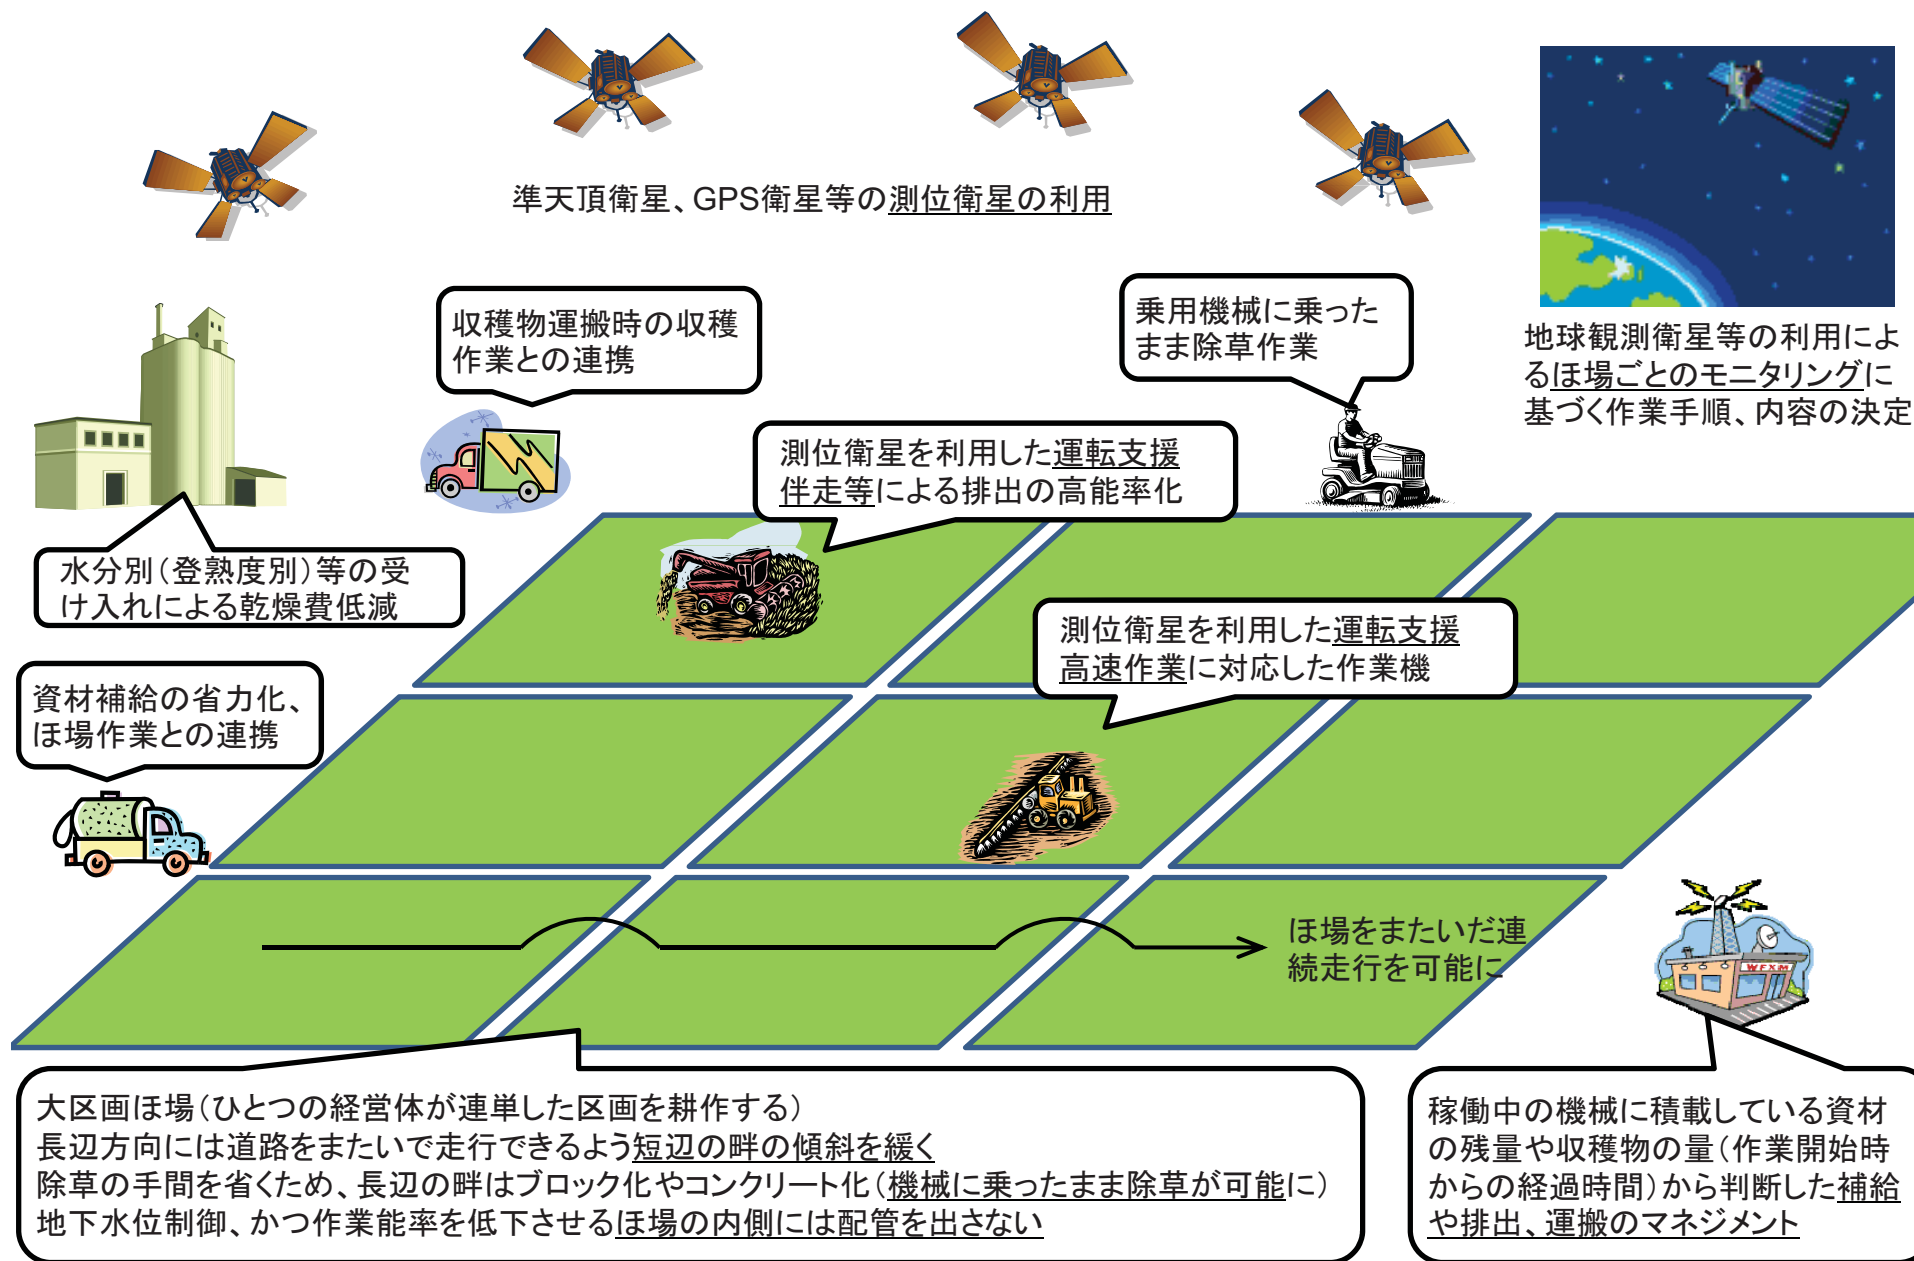 準天頂衛星、GPS衛星等の測位衛星の利用
収穫物運搬時の収穫
作業との連携
乗用機械に乗った
まま除草作業
地球観測衛星等の利用によ
るほ場ごとのモニタリングに
基づく作業手順、内容の決定
測位衛星を利用した運転支援
伴走等による排出の高能率化
水分別(登熟度別)等の受
け入れによる乾燥費低減
測位衛星を利用した運転支援
高速作業に対応した作業機
資材補給の省力化、
ほ場作業との連携
ほ場をまたいだ連
続走行を可能に
WFXM
大区画ほ場(ひとつの経営体が連単した区画を耕作する)
長辺方向には道路をまたいで走行できるよう短辺の畔の傾斜を緩く
除草の手間を省くため、長辺の畔はブロック化やコンクリート化(機械に乗ったまま除草が可能に)
地下水位制御、かつ作業能率を低下させるほ場の内側には配管を出さない
稼働中の機械に積載している資材
の残量や収穫物の量(作業開始時
からの経過時間)から判断した補給
や排出、運搬のマネジメント